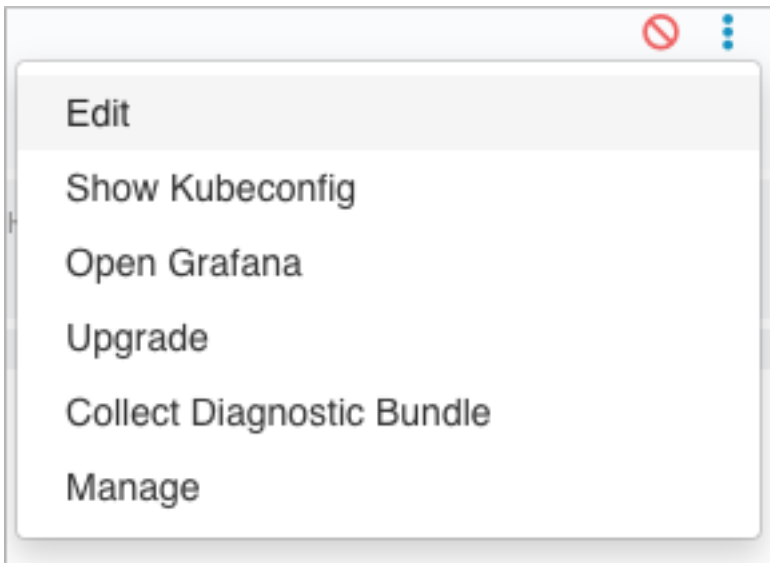 Edit
Show Kubeconfig
Open Grafana
Upgrade
Collect Diagnostic Bundle
Manage